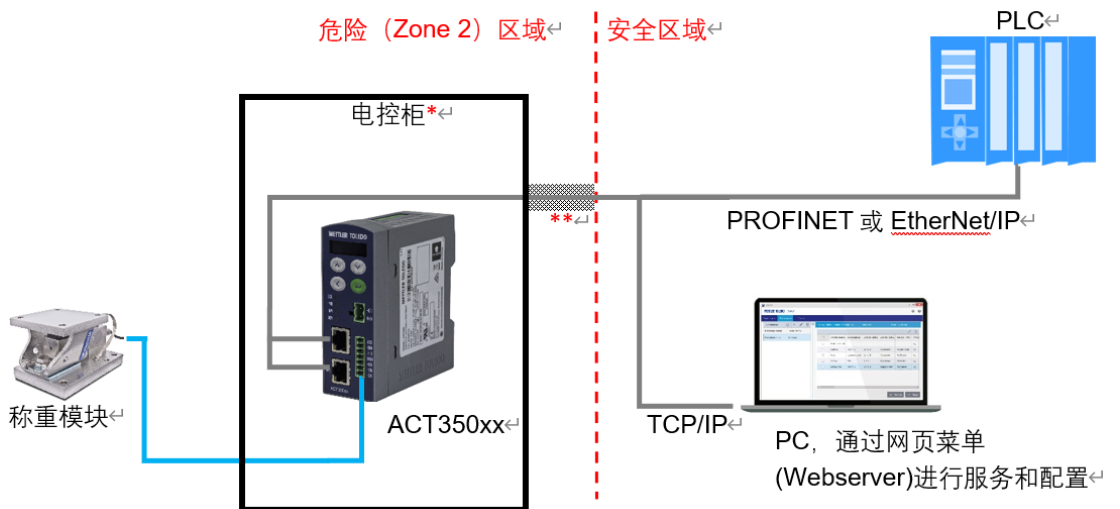 危险（Zone 2）区域↵
安全区域
PLC↵
电控柜*↵
**↵
PROFINET 或 EtherNet/IP↵
METTLER TOLEDO
称重模块↵
ACT350xx↵
TCP/IP↵
PC，通过网页菜单
(Webserver)进行服务和配置↵